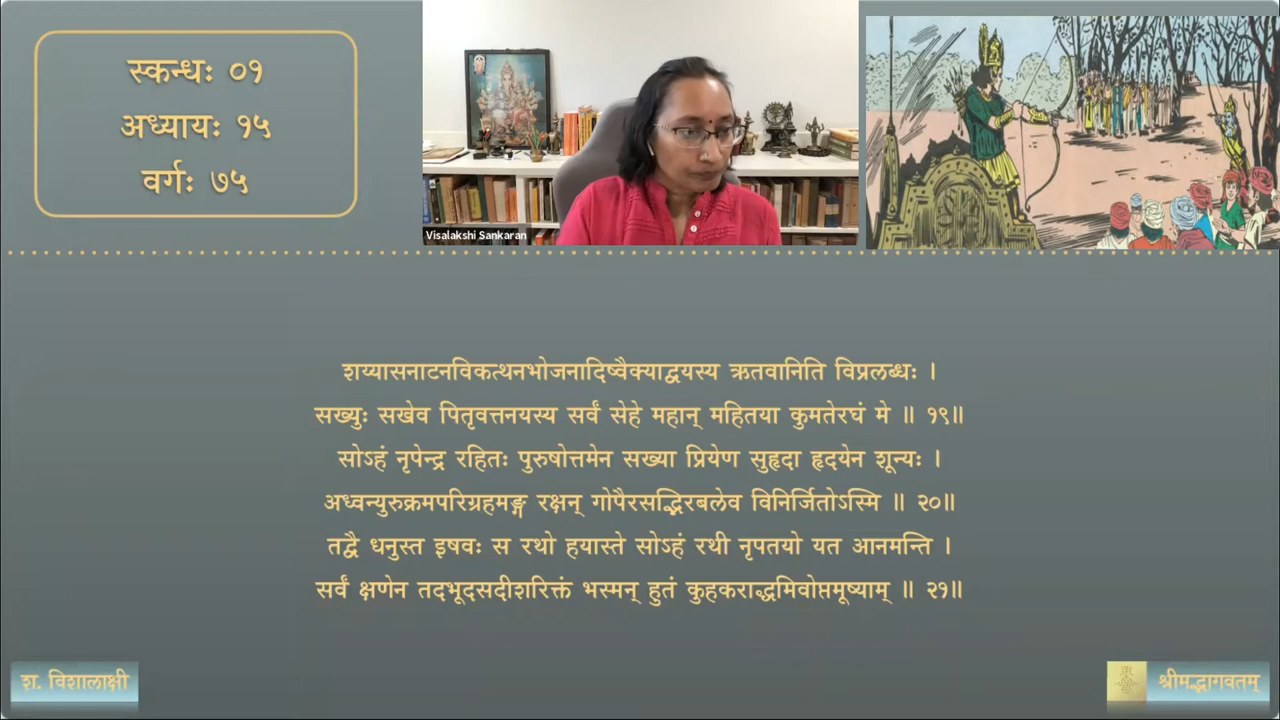 स्कन्धः ०१
अध्यायः १५
वर्गः ७५
Visalakshi Sankaran
शय्यासनाटनविकत्थनभोजनादिष्वैक्याद्वयस्य ऋतवानिति विप्रलब्धः ।
सख्युः सखेव पितृवत्तनयस्य सर्वं सेहे महान् महितया कुमतेरघं मे ॥ १९॥
सोऽहं नृपेन्द्र रहितः पुरुषोत्तमेन सख्या प्रियेण सुहृदा हृदयेन शून्यः ।
अध्वन्युरुक्रमपरिग्रहमङ्ग रक्षन् गोपैरसद्भिरबलेव विनिर्जितोऽस्मि ॥ २०॥
तद्वै धनुस्त इषवः स रथो हयास्ते सोऽहं रथी नृपतयो यत आनमन्ति ।
सर्वं क्षणेन तदभूदसदीशरिक्तं भस्मन् हुतं कुहकराद्धमिवोप्तमूष्याम् ॥ २१॥
श. विशालाक्षी
श्रीमद्भागवतम्